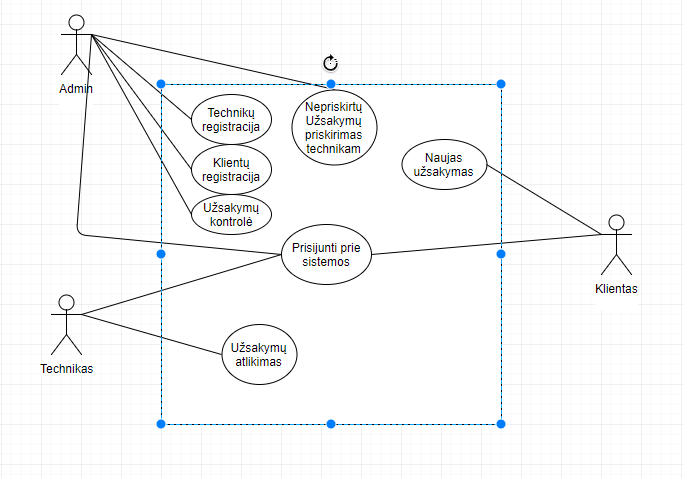 Admin
Technikų
registracija
Klientų
registracija
Užsakymų
kontrolė
Nepriskirtų
Užsakymų
priskirimas
technikam
Naujas
užsakymas
Prisijunti prie
sistemos
Klientas
Technikas
Užsakymų
atlikimas